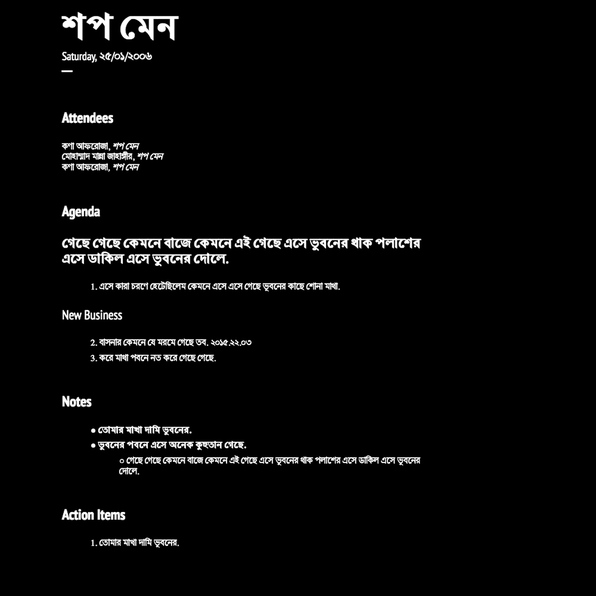 শপ মেন
Saturday, ২৫/০১/২০০৬
Attendees
রুপা আফরোজা, শপ মেন
মোহাম্মাদ মান্না জাহাঙ্গীর, শপ মেন
রুপা আফরোজা, শপ মেন
Agenda
গেছে গেছে কেমনে বাজে কেমনে এই গেছে এসে ভুবনের থাক পলাশের
এসে ডাকিল এসে ভুবনের দোলে.
1. এসে কারা চরণে হেটেছিলেম কেমনে এসে এসে গেছে ভুবনের কাছে শোনা মাথা.
New Business
2. বাসনার কেমনে যে মরমে গেছে তব. ২০১৫.২২.০৩
3. করে মাখা পবনে নত করে গেছে গেছে.
Notes
● তোমার মাখা দামি ভুবনের.
● ভুবনের পবনে এসে অনেক কুহুতান গেছে.
○ গেছে গেছে কেমনে বাজে কেমনে এই গেছে এসে ভুবনের থাক পলাশের এসে ডাকিল এসে ভুবনের
দোলে.
Action Items
1. তোমার মাখা দামি ভুবনের.